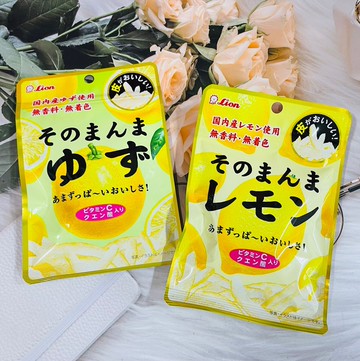 Lion
国内産ゆず使用
無香料・無着色
皮がおいしい!
そのまんま
ゆず
あまずっぱ〜いおいしさ!
ビタミンC
クエン酸入り
Lion
国内産レモン使用
無香料・無着色
皮がおいしい!
そのまんま
レモン
あまずっぱ〜いおいしさ!
ビタミンC
クエン酸入り